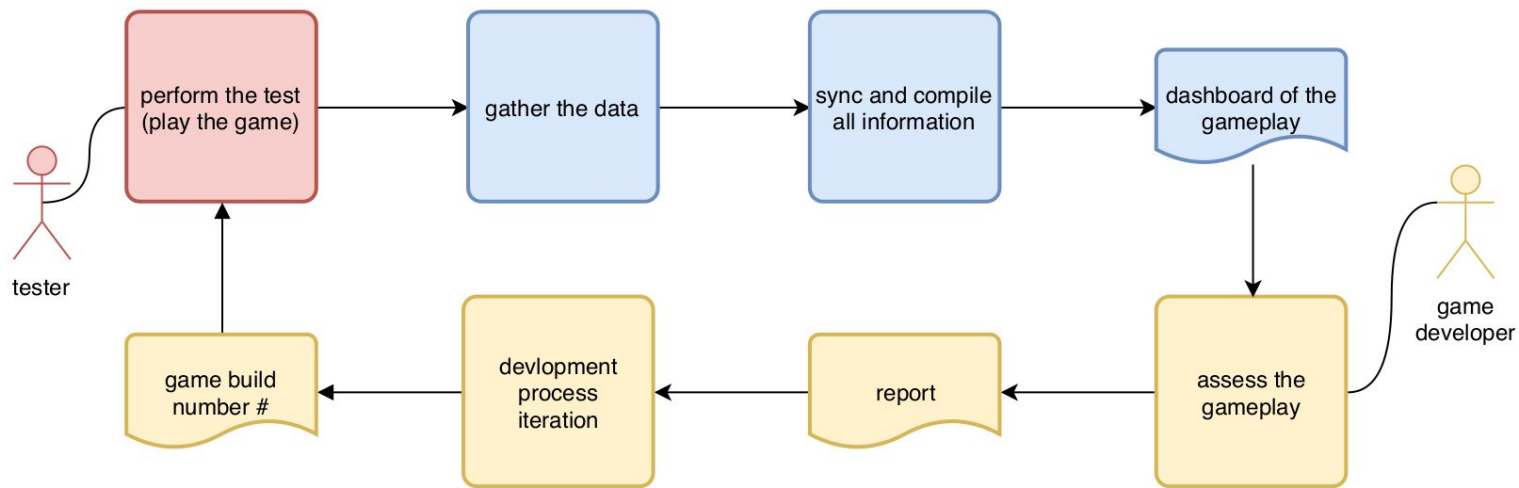 perform the test
(play the game)
gather the data
sync and compile
all information
dashboard of the
gameplay
tester
game
developer
game build
number #
devlopment
process
iteration
report
assess the
gameplay